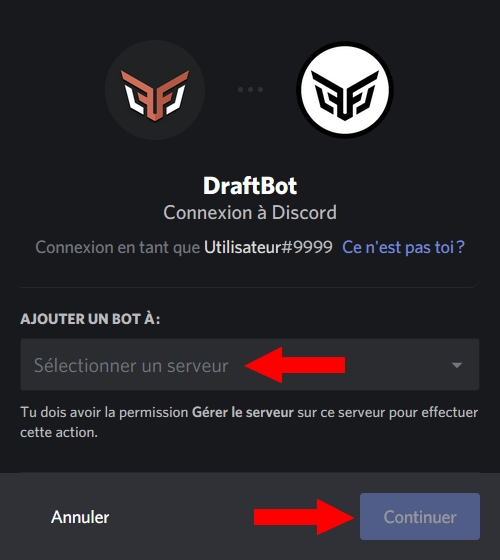 DraftBot
Connexion à Discord
Connexion en tant que Utilisateur#9999 Ce n'est pas toi ?
AJOUTER UN BOT À :
Sélectionner un serveur
Tu dois avoir la permission Gérer le serveur sur ce serveur pour effectuer
cette action.
Annuler
Continuer